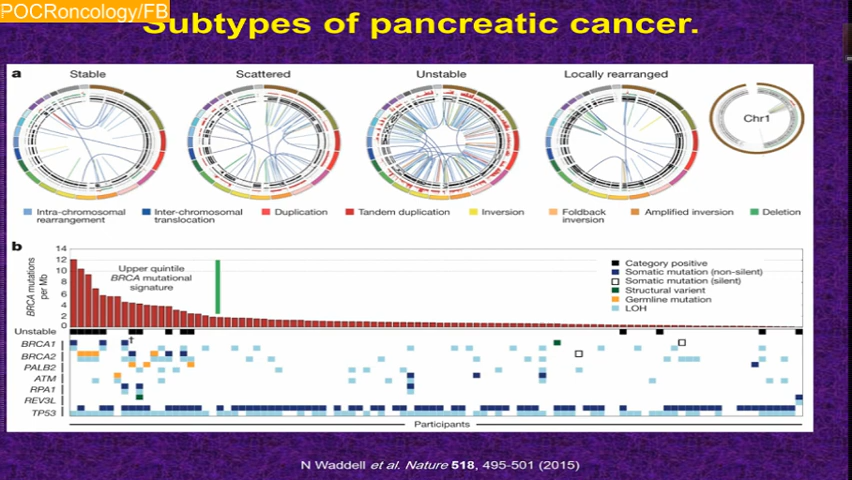 POCRoncology/FB
Subtypes of pancreatic cancer.
a
Stable
Scattered
Unstable
Locally rearranged
Chr1
Intra-chromosomal
rearrangement
Inter-chromosomal
translocation
Duplication
Tandem duplication
Inversion
Foldback
inversion
Amplified inversion
Deletion
b
BRCA mutations
per Mb
14
12
10
8
6
4
2
0
Upper quintile
BRCA mutational
signature
Category positive
Somatic mutation (non-silent)
Somatic mutation (silent)
Structural varient
Germline mutation
LOH
Unstable
BRCA1
†
BRCA2
PALB2
ATM
RPA1
REV3L
TP53
Participants
N Waddell et al. Nature 518, 495-501 (2015)